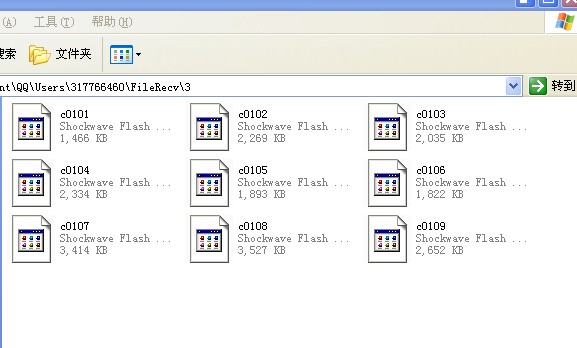 (A) 工具(T) 帮助(H)
搜索 文件夹
nt\QQ\Users\317766460\FileRecv\3 转到
c0101
Shockwave Flash ...
1,466 KB
c0102
Shockwave Flash ...
2,269 KB
c0103
Shockwave Flash ...
2,035 KB
c0104
Shockwave Flash ...
2,334 KB
c0105
Shockwave Flash ...
1,893 KB
c0106
Shockwave Flash ...
1,822 KB
c0107
Shockwave Flash ...
3,414 KB
c0108
Shockwave Flash ...
3,527 KB
c0109
Shockwave Flash ...
2,652 KB